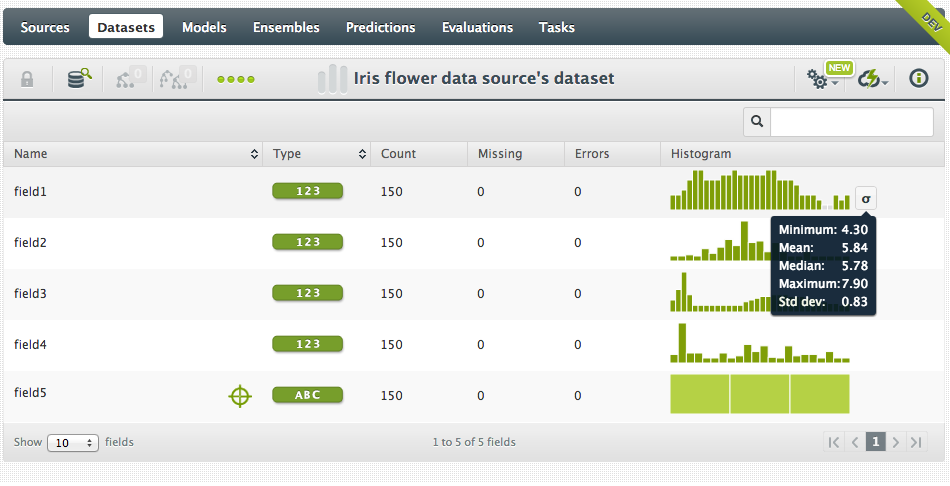 Sources Datasets Models Ensembles Predictions Evaluations Tasks
DEV
0 0 Iris flower data source's dataset NEW
Name Type Count Missing Errors Histogram
field1 123 150 0 0 σ
Minimum: 4.30
field2 123 150 0 0
Mean: 5.84
Median: 5.78
Maximum: 7.90
field3 123 150 0 0
Std dev: 0.83
field4 123 150 0 0
field5 ABC 150 0 0
Show 10 fields 1 to 5 of 5 fields 1